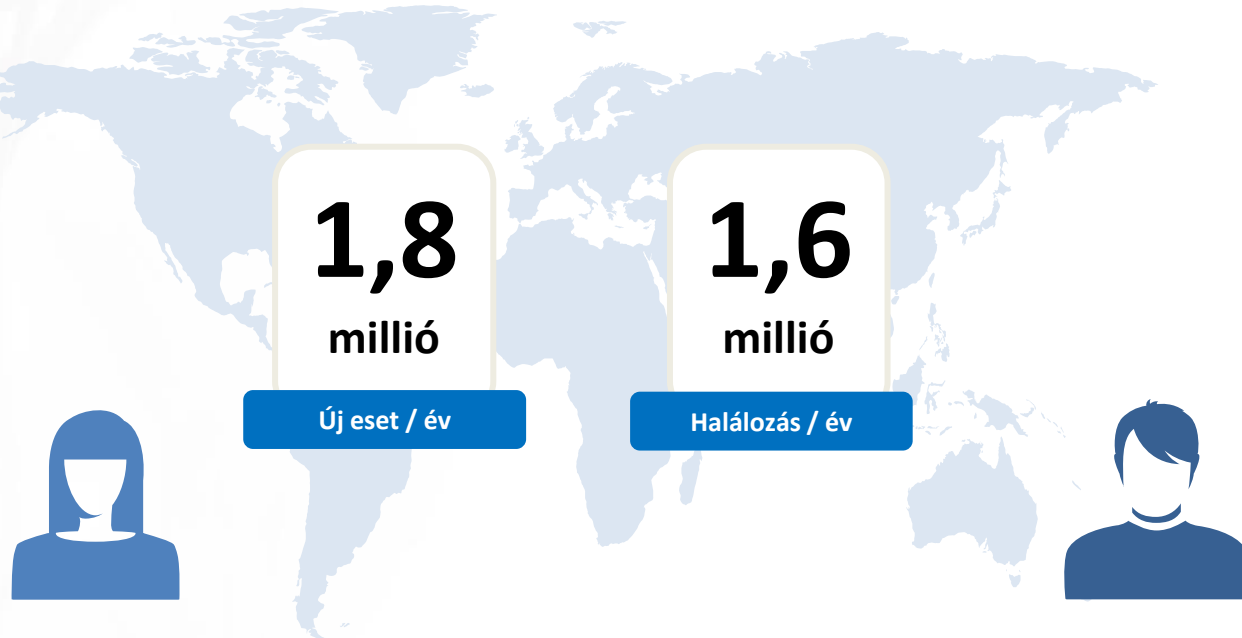 1,8
millió
Új eset / év
1,6
millió
Halálozás / év